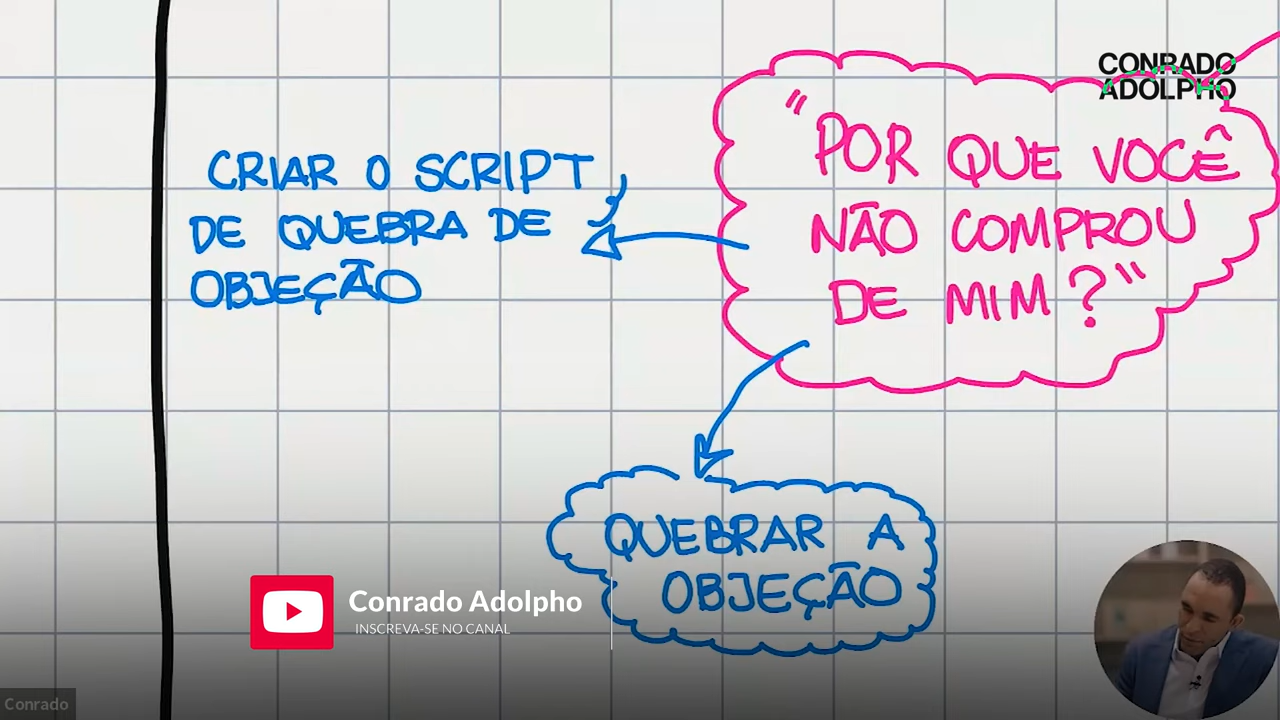 CONRADO
ADOLPHO
CRIAR O SCRIPT
DE QUEBRA DE
OBJEÇÃO
"POR QUE VOCÊ
NÃO COMPROU
DE MIM?"
QUEBRAR A
OBJEÇÃO
Conrado Adolpho
INSCREVA-SE NO CANAL
Conrado